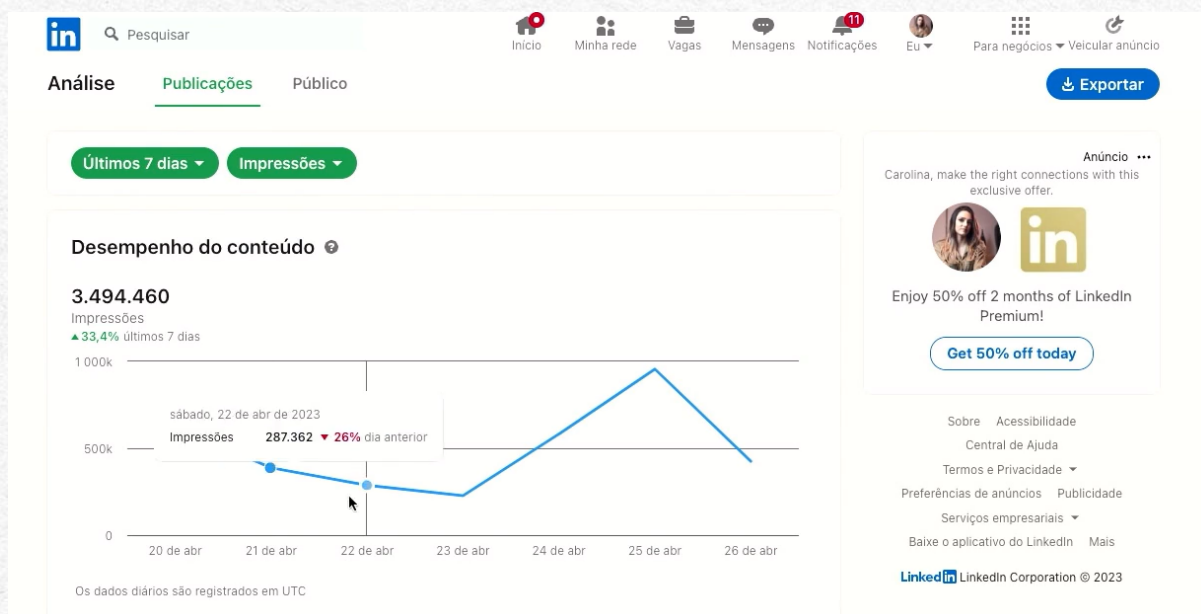 in
Pesquisar
Início
Minha rede
Vagas
Mensagens
11
Notificações
Eu
Para negócios
Veicular anúncio
Análise
Publicações
Público
Exportar
Últimos 7 dias
Impressões
Desempenho do conteúdo
?
3.494.460
Impressões
33,4% últimos 7 dias
1 000k
500k
0
sábado, 22 de abr de 2023
Impressões 287.362 26% dia anterior
20 de abr
21 de abr
22 de abr
23 de abr
24 de abr
25 de abr
26 de abr
Os dados diários são registrados em UTC
Anúncio
Carolina, make the right connections with this
exclusive offer.
in
Enjoy 50% off 2 months of LinkedIn
Premium!
Get 50% off today
Sobre Acessibilidade
Central de Ajuda
Termos e Privacidade
Preferências de anúncios Publicidade
Serviços empresariais
Baixe o aplicativo do LinkedIn Mais
LinkedIn LinkedIn Corporation © 2023